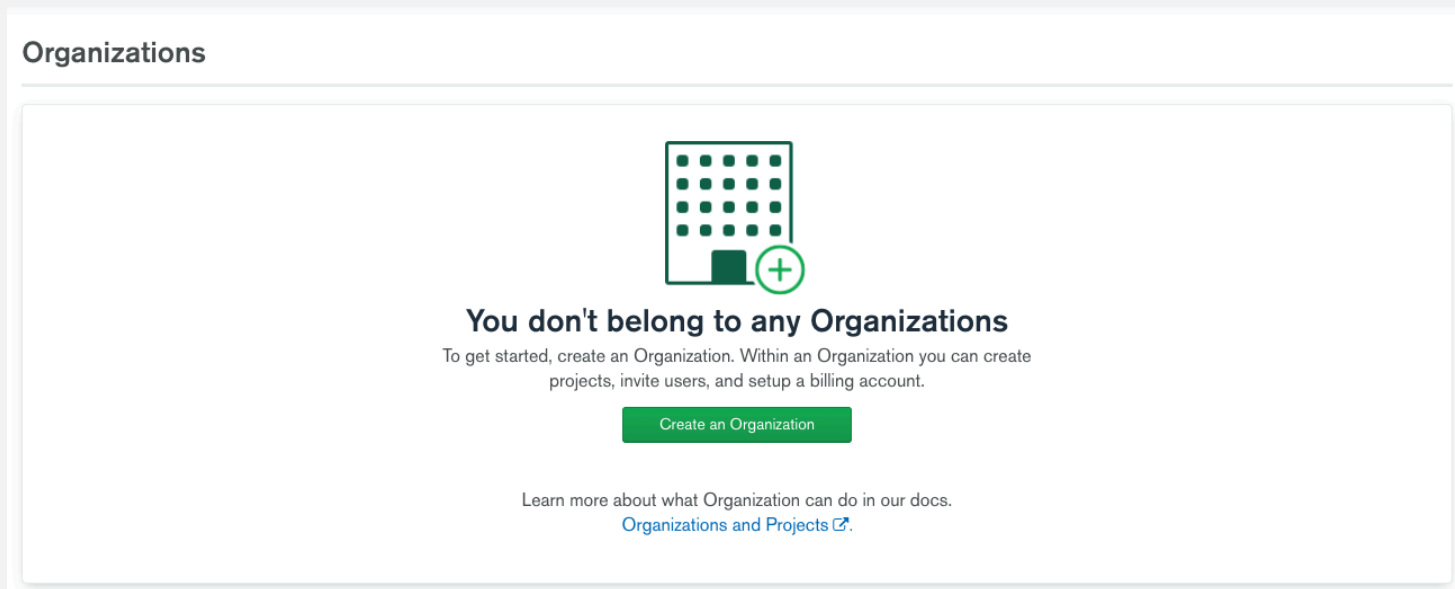 Organizations
You don't belong to any Organizations
To get started, create an Organization. Within an Organization you can create
projects, invite users, and setup a billing account.
Create an Organization
Learn more about what Organization can do in our docs.
Organizations and Projects.